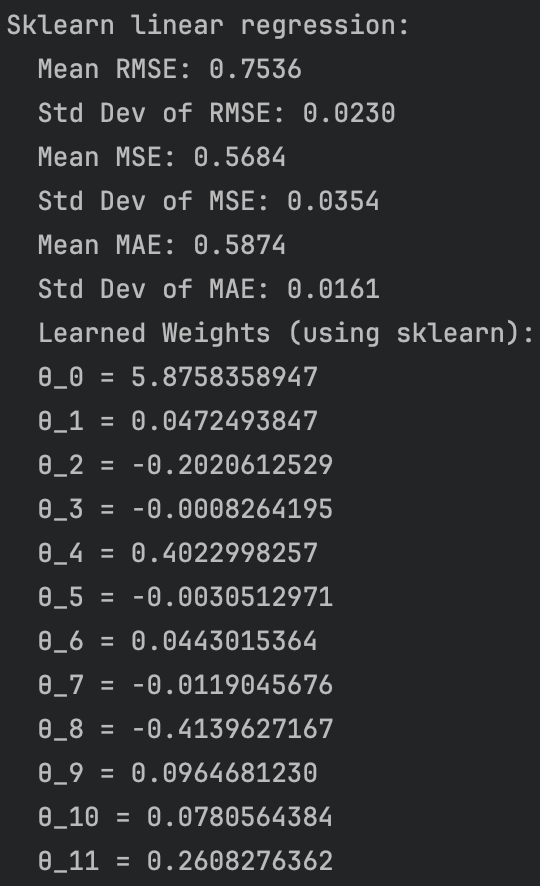 Sklearn linear regression:
Mean RMSE: 0.7536
Std Dev of RMSE: 0.0230
Mean MSE: 0.5684
Std Dev of MSE: 0.0354
Mean MAE: 0.5874
Std Dev of MAE: 0.0161
Learned Weights (using sklearn):
θ_0 = 5.8758358947
θ_1 = 0.0472493847
θ_2 = -0.2020612529
θ_3 = -0.0008264195
θ_4 = 0.4022998257
θ_5 = -0.0030512971
θ_6 = 0.0443015364
θ_7 = -0.0119045676
θ_8 = -0.4139627167
θ_9 = 0.0964681230
θ_10 = 0.0780564384
θ_11 = 0.2608276362